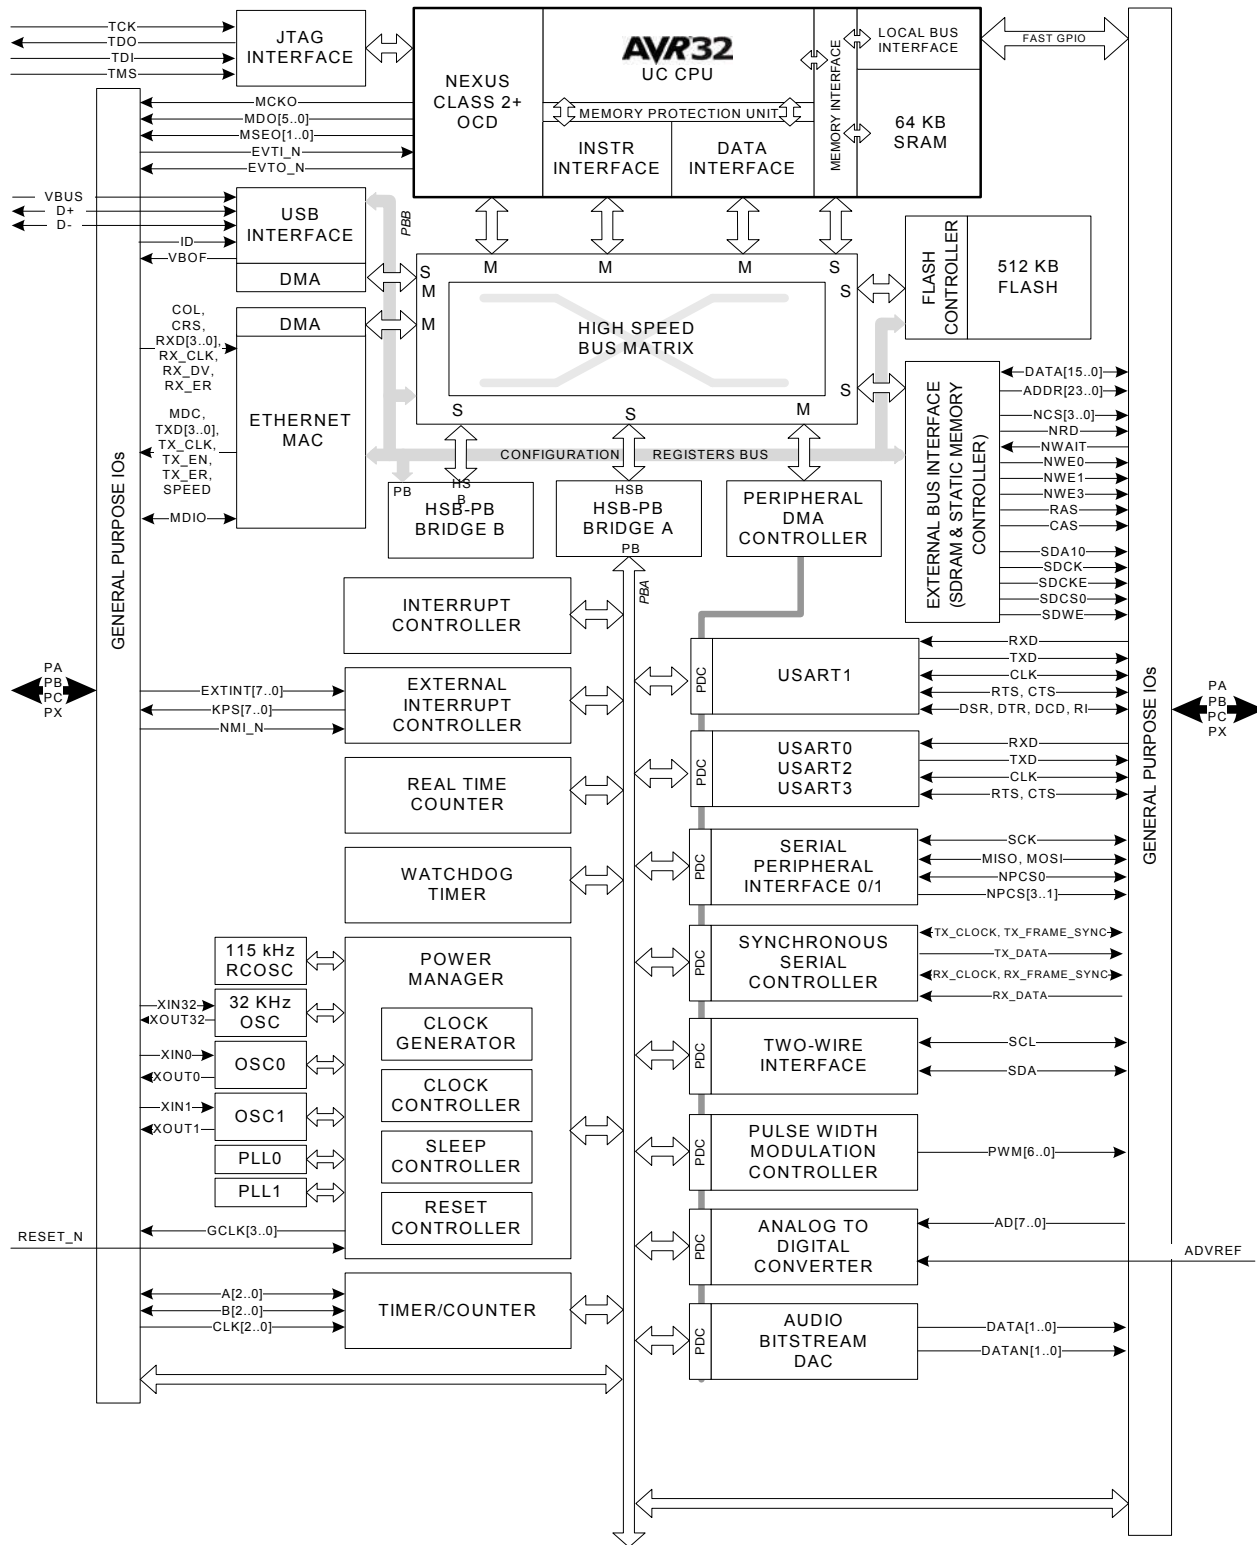 TCK
TDO
TDI
TMS
JTAG
INTERFACE
NEXUS
CLASS 2+
OCD
AVR32
UC CPU
MEMORY PROTECTION UNIT
INSTR
INTERFACE
DATA
INTERFACE
MEMORY INTERFACE
LOCAL BUS
INTERFACE
64 KB
SRAM
FAST GPIO
MCKO
MDO[5..0]
MSEO[1..0]
EVTI_N
EVTO_N
VBUS
D+
D-
ID
VBOF
USB
INTERFACE
DMA
PBB
S
M
M
M
M
M
S
S
S
S
S
M
HIGH SPEED
BUS MATRIX
FLASH
CONTROLLER
512 KB
FLASH
COL,
CRS,
RXD[3..0],
RX_CLK,
RX_DV,
RX_ER
MDC,
TXD[3..0],
TX_CLK,
TX_EN,
TX_ER,
SPEED
MDIO
DMA
ETHERNET
MAC
CONFIGURATION REGISTERS BUS
PB
HS
B
HSB-PB
BRIDGE B
HSB
HSB-PB
BRIDGE A
PB
PERIPHERAL
DMA
CONTROLLER
EXTERNAL BUS INTERFACE
(SDRAM & STATIC MEMORY
CONTROLLER)
DATA[15..0]
ADDR[23..0]
NCS[3..0]
NRD
NWAIT
NWE0
NWE1
NWE3
RAS
CAS
SDA10
SDCK
SDCKE
SDCS0
SDWE
GENERAL PURPOSE IOs
PA
PB
PC
PX
PBA
INTERRUPT
CONTROLLER
EXTINT[7..0]
KPS[7..0]
NMI_N
EXTERNAL
INTERRUPT
CONTROLLER
REAL TIME
COUNTER
WATCHDOG
TIMER
115 kHz
RCOSC
XIN32
XOUT32
32 KHz
OSC
XIN0
XOUT0
OSC0
XIN1
XOUT1
OSC1
PLL0
PLL1
GCLK[3..0]
RESET_N
POWER
MANAGER
CLOCK
GENERATOR
CLOCK
CONTROLLER
SLEEP
CONTROLLER
RESET
CONTROLLER
A[2..0]
B[2..0]
CLK[2..0]
TIMER/COUNTER
PDC
USART1
RXD
TXD
CLK
RTS, CTS
DSR, DTR, DCD, RI
PDC
USART0
USART2
USART3
RXD
TXD
CLK
RTS, CTS
PDC
SERIAL
PERIPHERAL
INTERFACE 0/1
SCK
MISO, MOSI
NPCS0
NPCS[3..1]
PDC
SYNCHRONOUS
SERIAL
CONTROLLER
TX_CLOCK, TX_FRAME_SYNC
TX_DATA
RX_CLOCK, RX_FRAME_SYNC
RX_DATA
PDC
TWO-WIRE
INTERFACE
SCL
SDA
PDC
PULSE WIDTH
MODULATION
CONTROLLER
PWM[6..0]
PDC
ANALOG TO
DIGITAL
CONVERTER
AD[7..0]
ADVREF
PDC
AUDIO
BITSTREAM
DAC
DATA[1..0]
DATAN[1..0]
GENERAL PURPOSE IOs
PA
PB
PC
PX